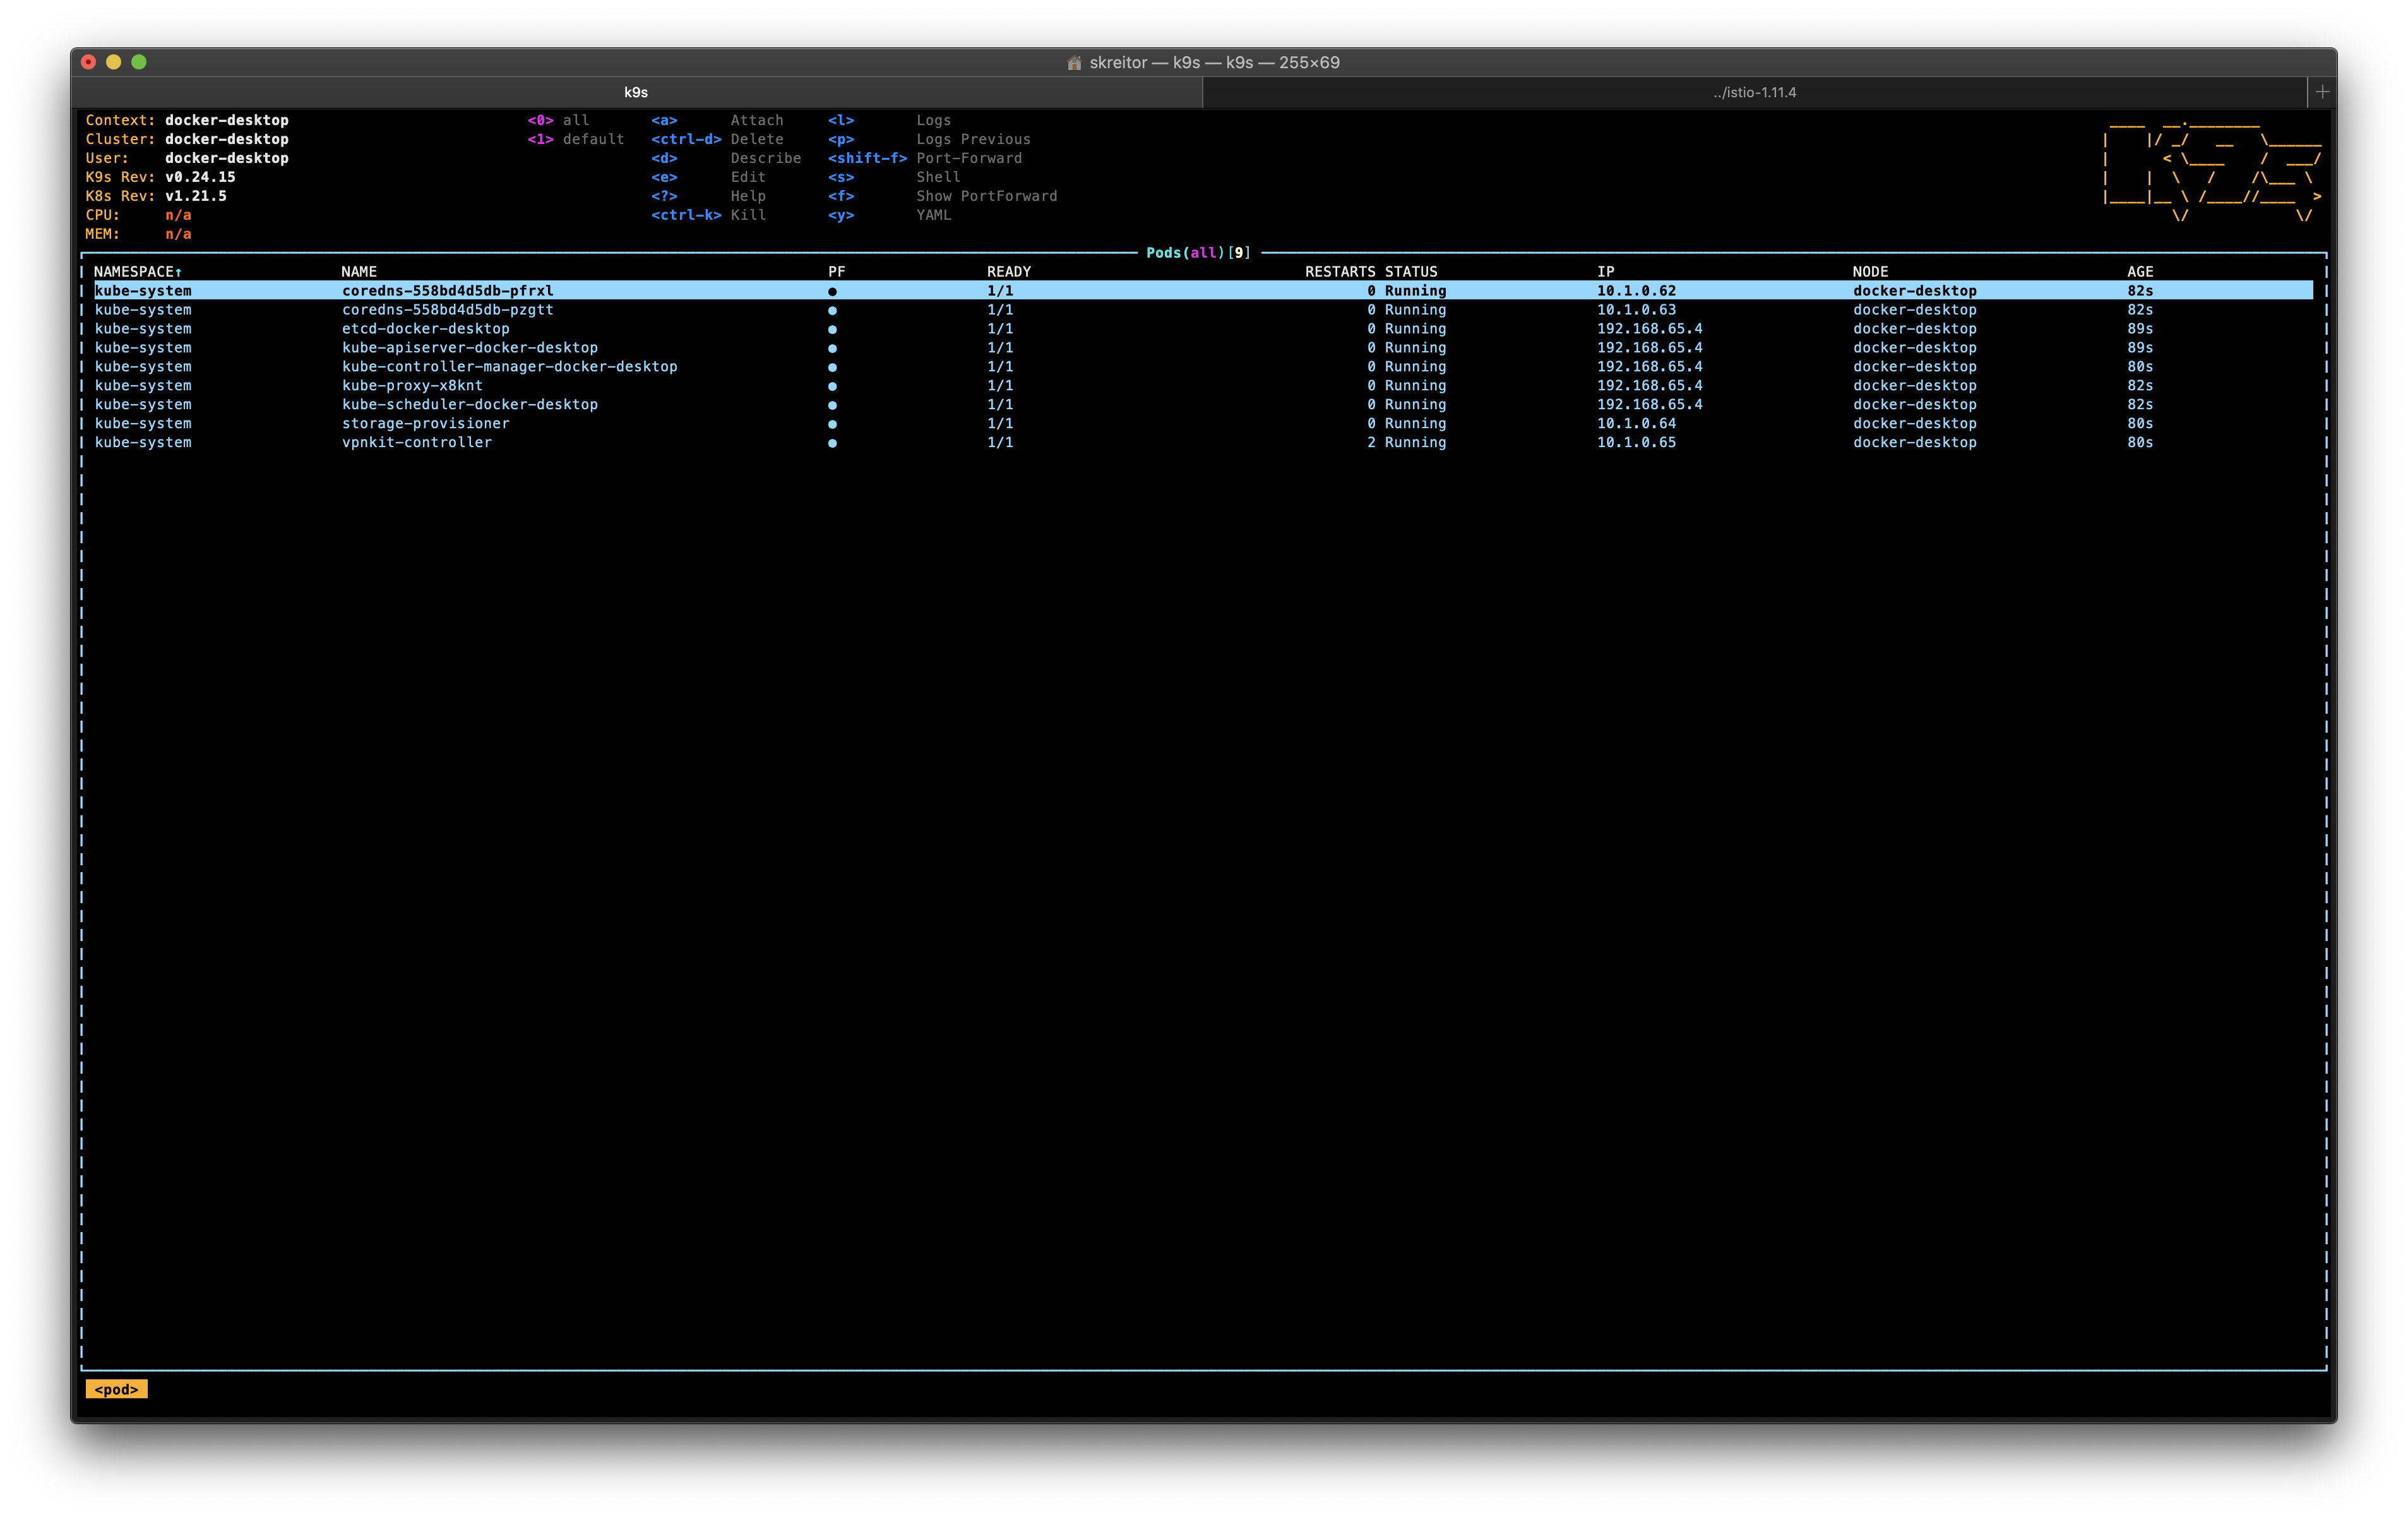 skreitor — k9s — k9s — 255×69
k9s ../istio-1.11.4 +
Context: docker-desktop <0> all <a> Attach <l> Logs
Cluster: docker-desktop <1> default <ctrl-d> Delete <p> Logs Previous
User: docker-desktop <d> Describe <shift-f> Port-Forward
K9s Rev: v0.24.15 <e> Edit <s> Shell
K8s Rev: v1.21.5 <?> Help <f> Show PortForward
CPU: n/a <ctrl-k> Kill <y> YAML
MEM: n/a
Pods(all)[9]
NAMESPACE↑ NAME PF READY RESTARTS STATUS IP NODE AGE
kube-system coredns-558bd4d5db-pfrxl ● 1/1 0 Running 10.1.0.62 docker-desktop 82s
kube-system coredns-558bd4d5db-pzgtt ● 1/1 0 Running 10.1.0.63 docker-desktop 82s
kube-system etcd-docker-desktop ● 1/1 0 Running 192.168.65.4 docker-desktop 89s
kube-system kube-apiserver-docker-desktop ● 1/1 0 Running 192.168.65.4 docker-desktop 89s
kube-system kube-controller-manager-docker-desktop ● 1/1 0 Running 192.168.65.4 docker-desktop 80s
kube-system kube-proxy-x8knt ● 1/1 0 Running 192.168.65.4 docker-desktop 82s
kube-system kube-scheduler-docker-desktop ● 1/1 0 Running 192.168.65.4 docker-desktop 82s
kube-system storage-provisioner ● 1/1 0 Running 10.1.0.64 docker-desktop 80s
kube-system vpnkit-controller ● 1/1 2 Running 10.1.0.65 docker-desktop 80s
<pod>